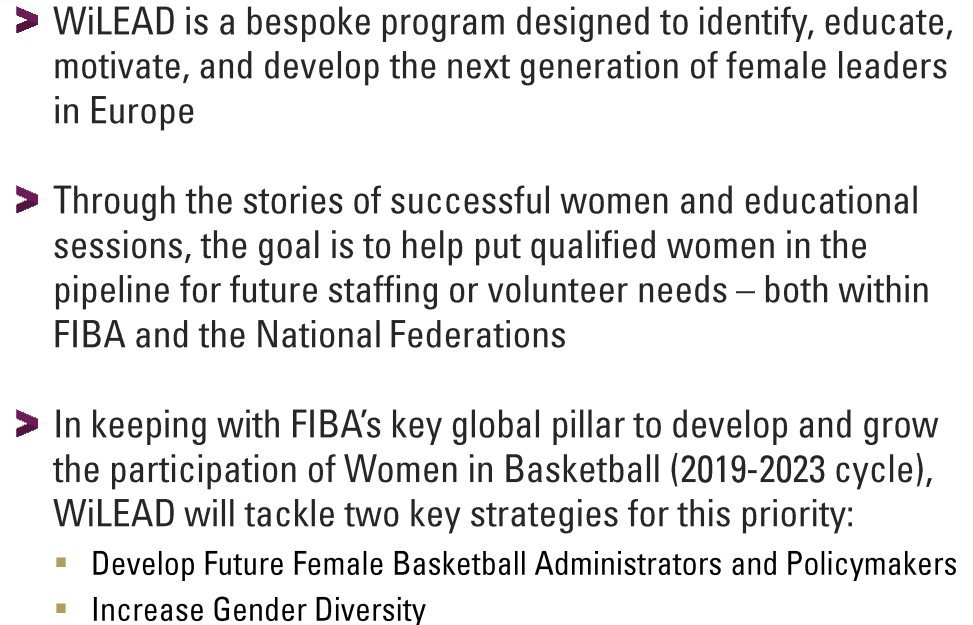 > WiLEAD is a bespoke program designed to identify, educate,
motivate, and develop the next generation of female leaders
in Europe
> Through the stories of successful women and educational
sessions, the goal is to help put qualified women in the
pipeline for future staffing or volunteer needs – both within
FIBA and the National Federations
> In keeping with FIBA’s key global pillar to develop and grow
the participation of Women in Basketball (2019-2023 cycle),
WiLEAD will tackle two key strategies for this priority:
▪ Develop Future Female Basketball Administrators and Policymakers
▪ Increase Gender Diversity